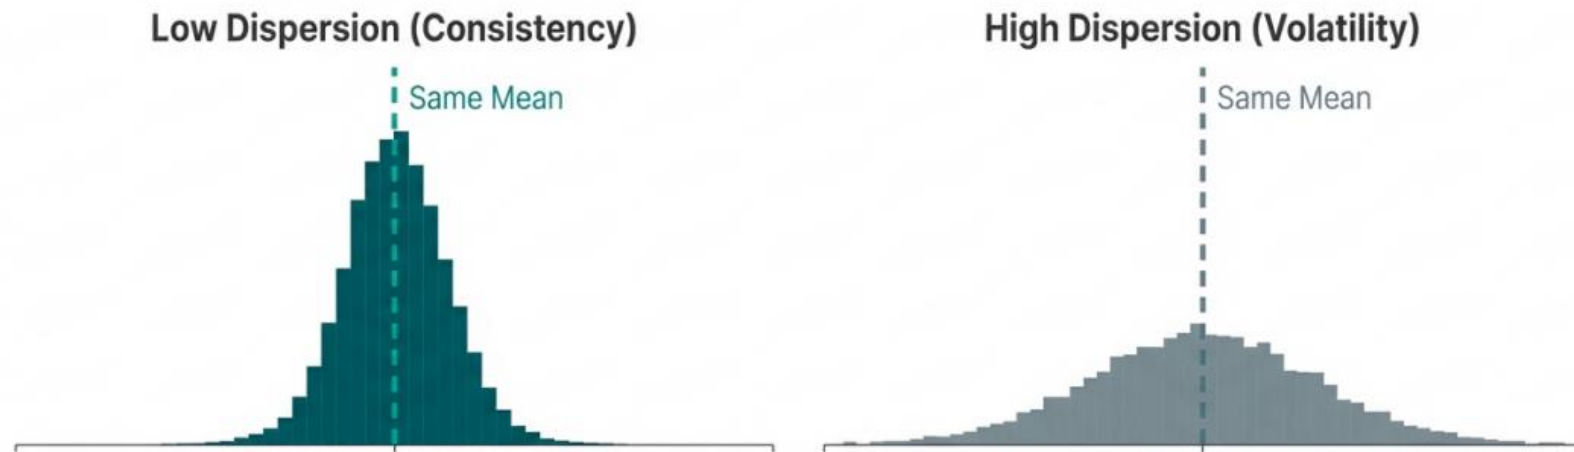 Low Dispersion (Consistency)
Same Mean
High Dispersion (Volatility)
Same Mean